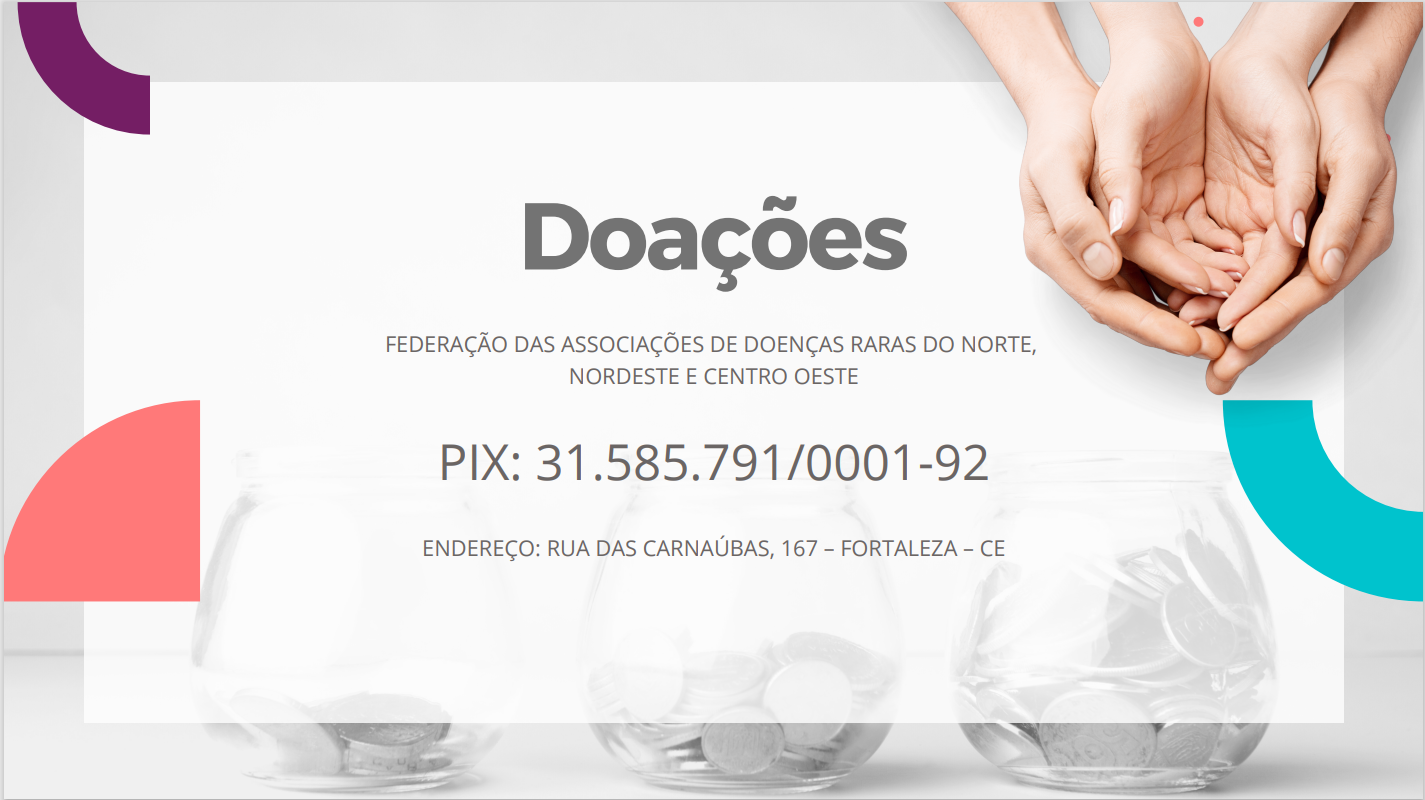 Doações
FEDERAÇÃO DAS ASSOCIAÇÕES DE DOENÇAS RARAS DO NORTE,
NORDESTE E CENTRO OESTE
PIX: 31.585.791/0001-92
ENDEREÇO: RUA DAS CARNAÚBAS, 167 – FORTALEZA – CE